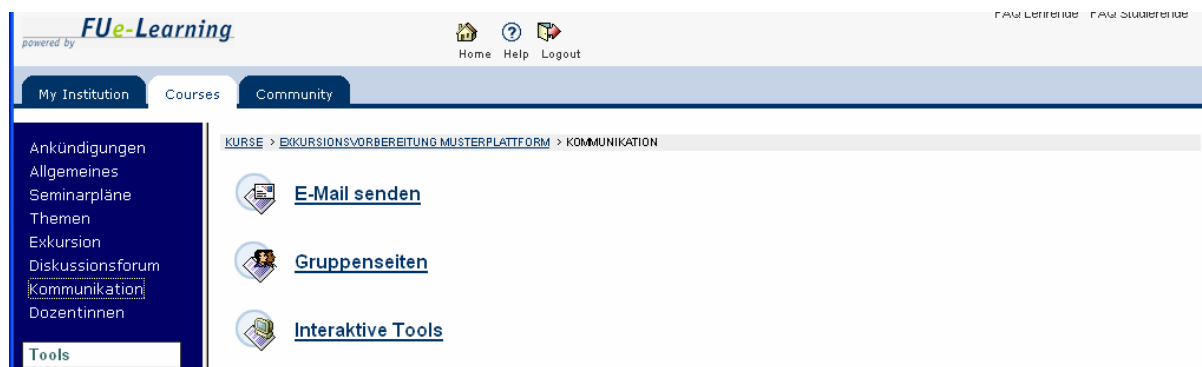 FAQ Lehrende FAQ Studierende
powered by FUe-Learning
Home Help Logout
My Institution Courses Community
KURSE > EXKURSIONSVORBEREITUNG MUSTERPLATTFORM > KOMMUNIKATION
Ankündigungen
Allgemeines
Seminarpläne
Themen
Exkursion
Diskussionsforum
Kommunikation
Dozentinnen
Tools
E-Mail senden
Gruppenseiten
Interaktive Tools